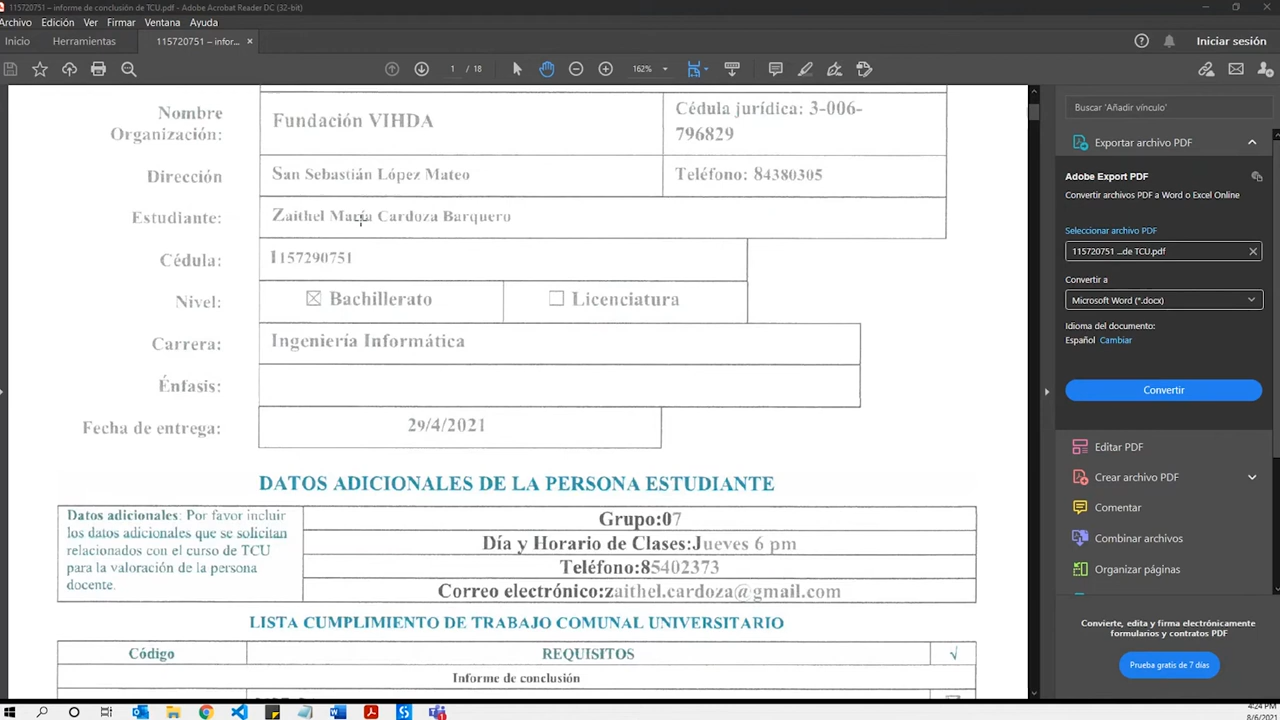 115720751 – informe de conclusión de TCU.pdf - Adobe Acrobat Reader DC (32-bit)
Archivo Edición Ver Firmar Ventana Ayuda
Inicio Herramientas 115720751 – infor... × Iniciar sesión
1 / 18 162%
Buscar 'Añadir vínculo'
Nombre Organización: Fundación VIHDA Cédula jurídica: 3-006-796829
Dirección San Sebastián López Mateo Teléfono: 84380305
Estudiante: Zaithel María Cardoza Barquero
Cédula: 1157290751
Nivel: ☒ Bachillerato ☐ Licenciatura
Carrera: Ingeniería Informática
Énfasis:
Fecha de entrega: 29/4/2021
DATOS ADICIONALES DE LA PERSONA ESTUDIANTE
Datos adicionales: Por favor incluir
los datos adicionales que se solicitan
relacionados con el curso de TCU
para la valoración de la persona
docente.
Grupo:07
Día y Horario de Clases:Jueves 6 pm
Teléfono:85402373
Correo electrónico:zaithel.cardoza@gmail.com
LISTA CUMPLIMIENTO DE TRABAJO COMUNAL UNIVERSITARIO
Código REQUISITOS √
Informe de conclusión
Exportar archivo PDF
Adobe Export PDF
Convertir archivos PDF a Word o Excel Online
Seleccionar archivo PDF
115720751 ...de TCU.pdf
Convertir a
Microsoft Word (*.docx)
Idioma del documento:
Español Cambiar
Convertir
Editar PDF
Crear archivo PDF
Comentar
Combinar archivos
Organizar páginas
Convierte, edita y firma electrónicamente
formularios y contratos PDF
Prueba gratis de 7 días
4:24 PM
8/6/2021